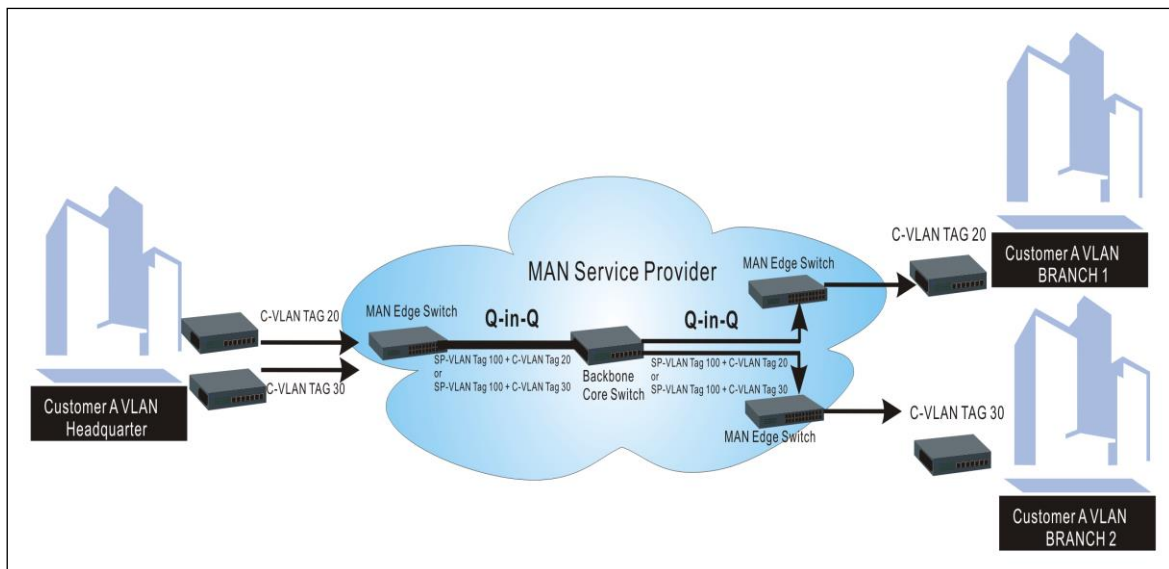 C-VLAN TAG 20
C-VLAN TAG 30
Customer A VLAN
Headquarter
MAN Service Provider
MAN Edge Switch
Q-in-Q
SP-VLAN Tag 100 + C-VLAN Tag 20
or
SP-VLAN Tag 100 + C-VLAN Tag 30
Backbone
Core Switch
Q-in-Q
SP-VLAN Tag 100 + C-VLAN Tag 20
or
SP-VLAN Tag 100 + C-VLAN Tag 30
MAN Edge Switch
MAN Edge Switch
C-VLAN TAG 20
Customer A VLAN
BRANCH 1
C-VLAN TAG 30
Customer A VLAN
BRANCH 2